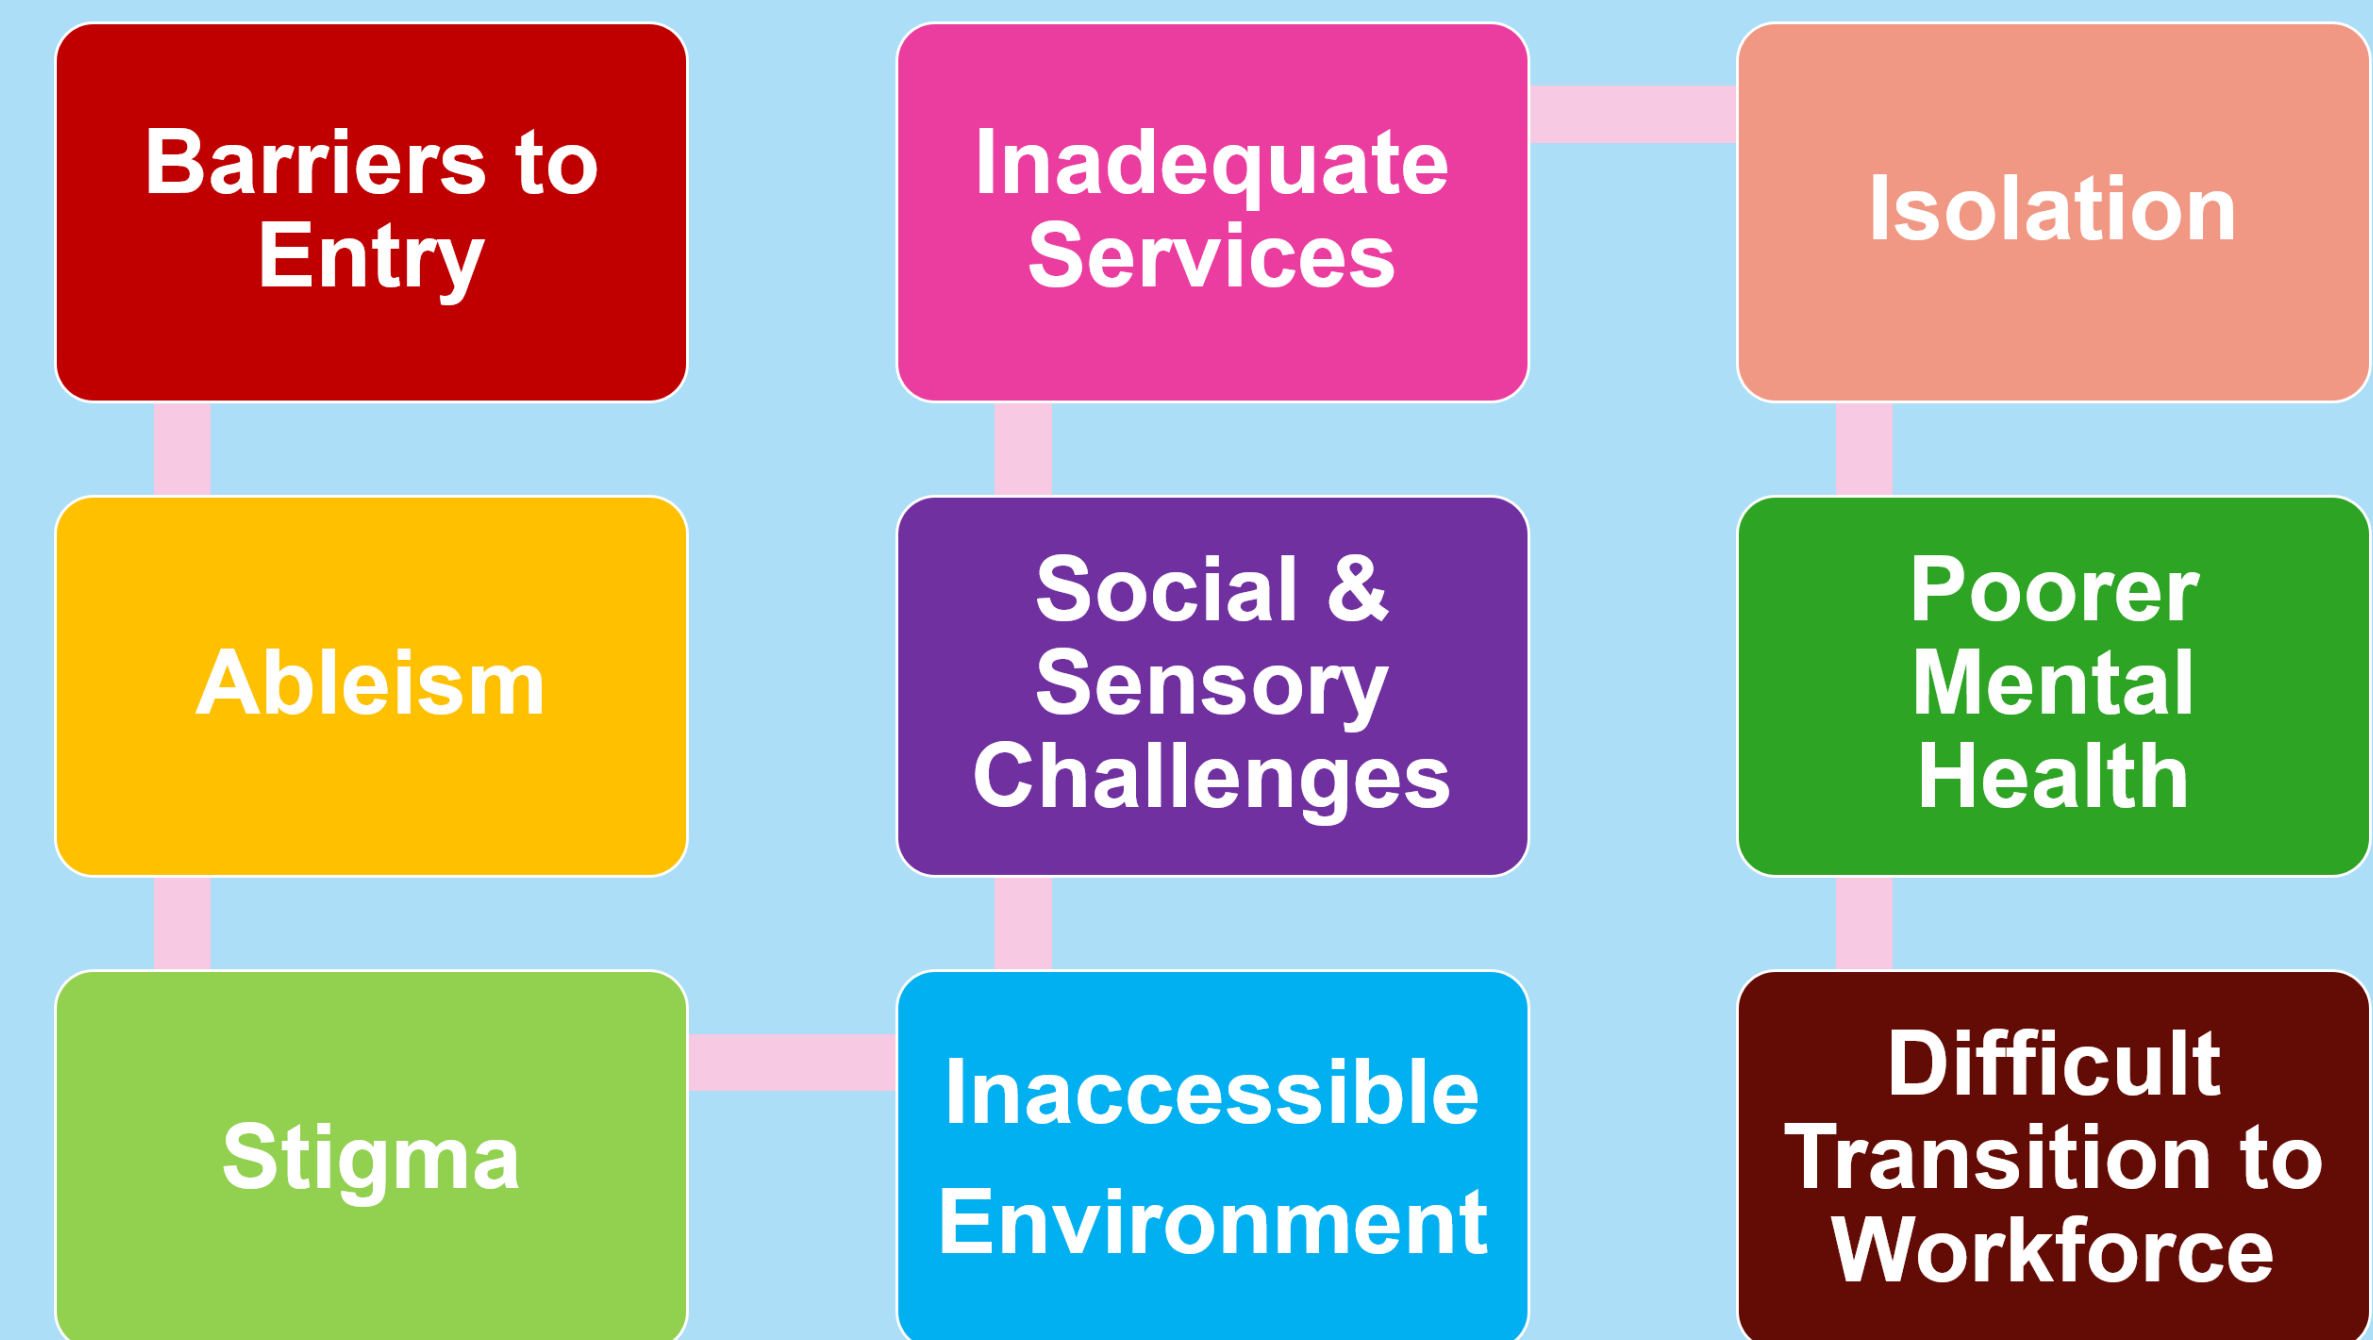 Barriers to
Entry
Ableism
Stigma
Inaccessible
Environment
Social &
Sensory
Challenges
Inadequate
Services
Isolation
Poorer
Mental
Health
Difficult
Transition to
Workforce